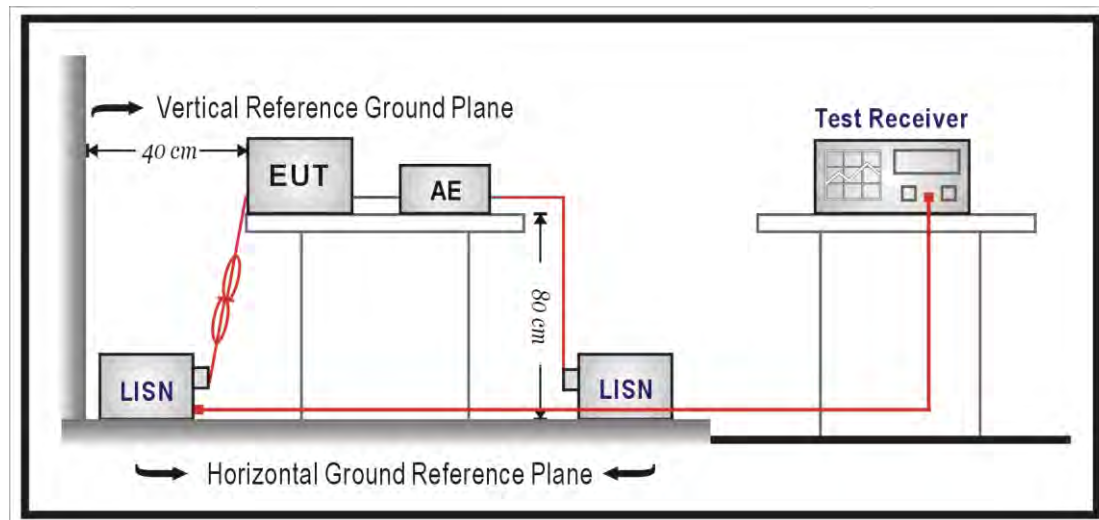 Vertical Reference Ground Plane
40 cm
EUT
AE
Test Receiver
80 cm
LISN
LISN
Horizontal Ground Reference Plane